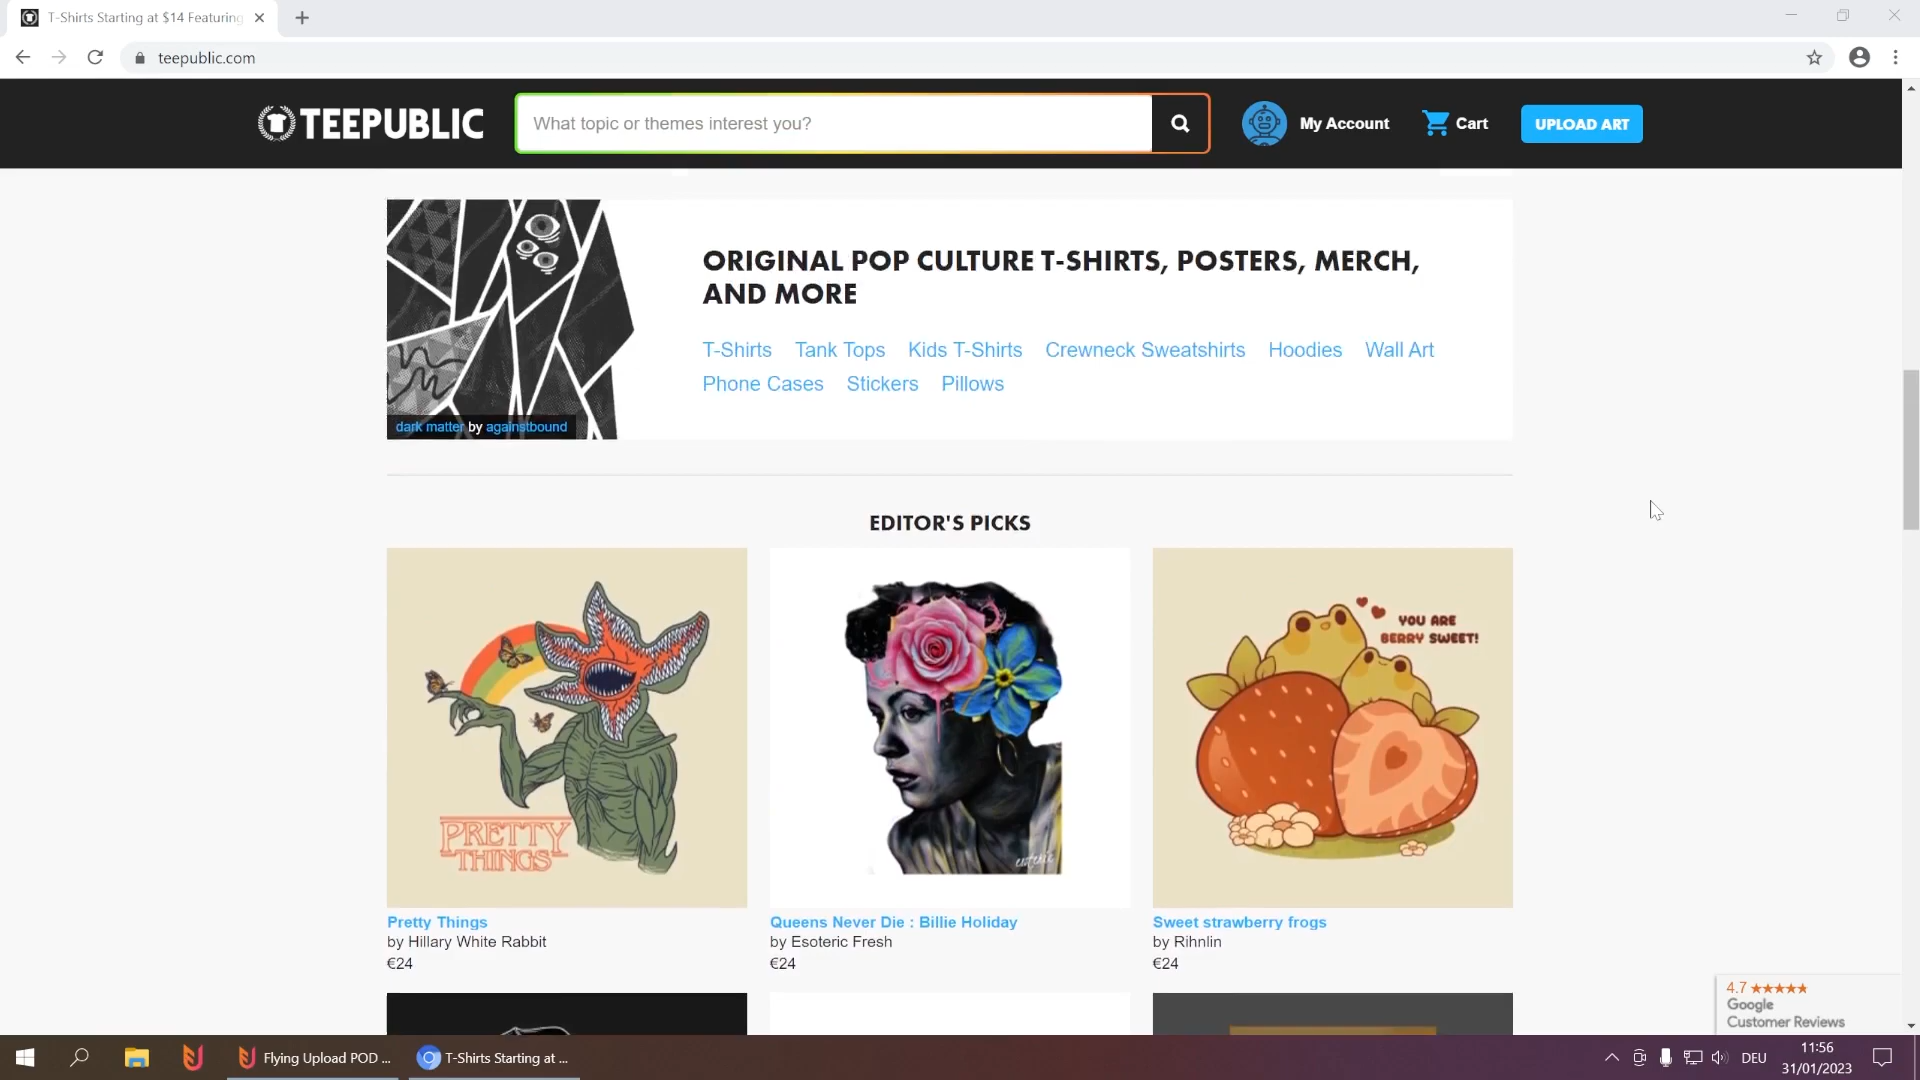 T-Shirts Starting at $14 Featuring
teepublic.com
TEEPUBLIC
What topic or themes interest you?
My Account
Cart
UPLOAD ART
ORIGINAL POP CULTURE T-SHIRTS, POSTERS, MERCH,
AND MORE
T-Shirts Tank Tops Kids T-Shirts Crewneck Sweatshirts Hoodies Wall Art
Phone Cases Stickers Pillows
dark matter by againstbound
EDITOR'S PICKS
PRETTY
THINGS
esoteric
YOU ARE
BERRY SWEET!
Pretty Things
by Hillary White Rabbit
€24
Queens Never Die : Billie Holiday
by Esoteric Fresh
€24
Sweet strawberry frogs
by Rihnlin
€24
4.7 ★★★★★
Google
Customer Reviews
Flying Upload POD ...
T-Shirts Starting at ...
DEU
11:56
31/01/2023